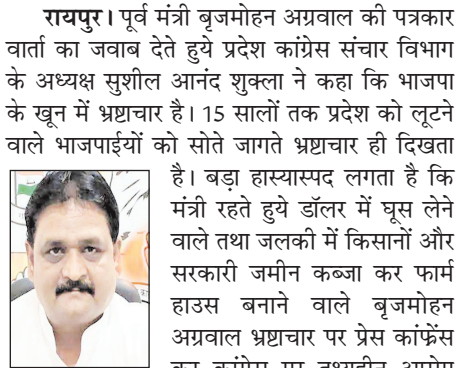 रायपुर। पूर्व मंत्री बृजमोहन अग्रवाल की पत्रकार
वार्ता का जवाब देते हुये प्रदेश कांग्रेस संचार विभाग
के अध्यक्ष सुशील आनंद शुक्ला ने कहा कि भाजपा
के खून में भ्रष्टाचार है। 15 सालों तक प्रदेश को लूटने
वाले भाजपाईयों को सोते जागते भ्रष्टाचार ही दिखता
है। बड़ा हास्यास्पद लगता है कि
मंत्री रहते हुये डॉलर में घूस लेने
वाले तथा जलकी में किसानों और
सरकारी जमीन कब्जा कर फार्म
हाउस बनाने वाले बृजमोहन
अग्रवाल भ्रष्टाचार पर प्रेस कांफ्रेंस